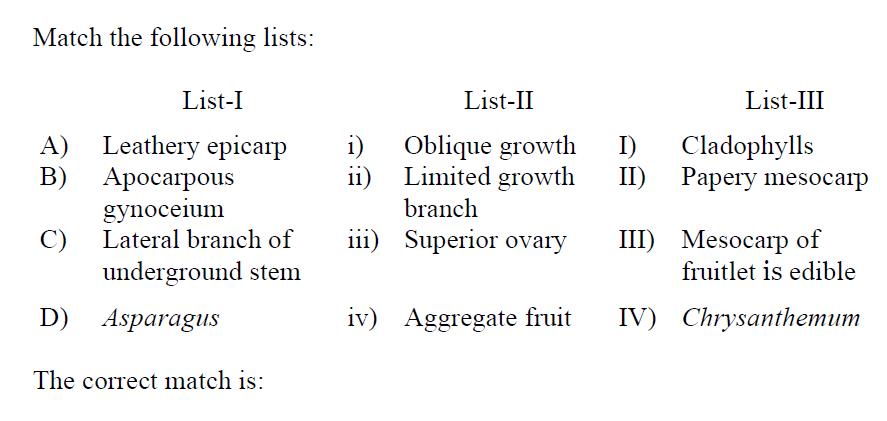 Match the following lists:
List-I List-II List-III
A) Leathery epicarp i) Oblique growth I) Cladophylls
B) Apocarpous ii) Limited growth II) Papery mesocarp
gynoceium branch
C) Lateral branch of iii) Superior ovary III) Mesocarp of
underground stem fruitlet is edible
D) Asparagus iv) Aggregate fruit IV) Chrysanthemum
The correct match is: